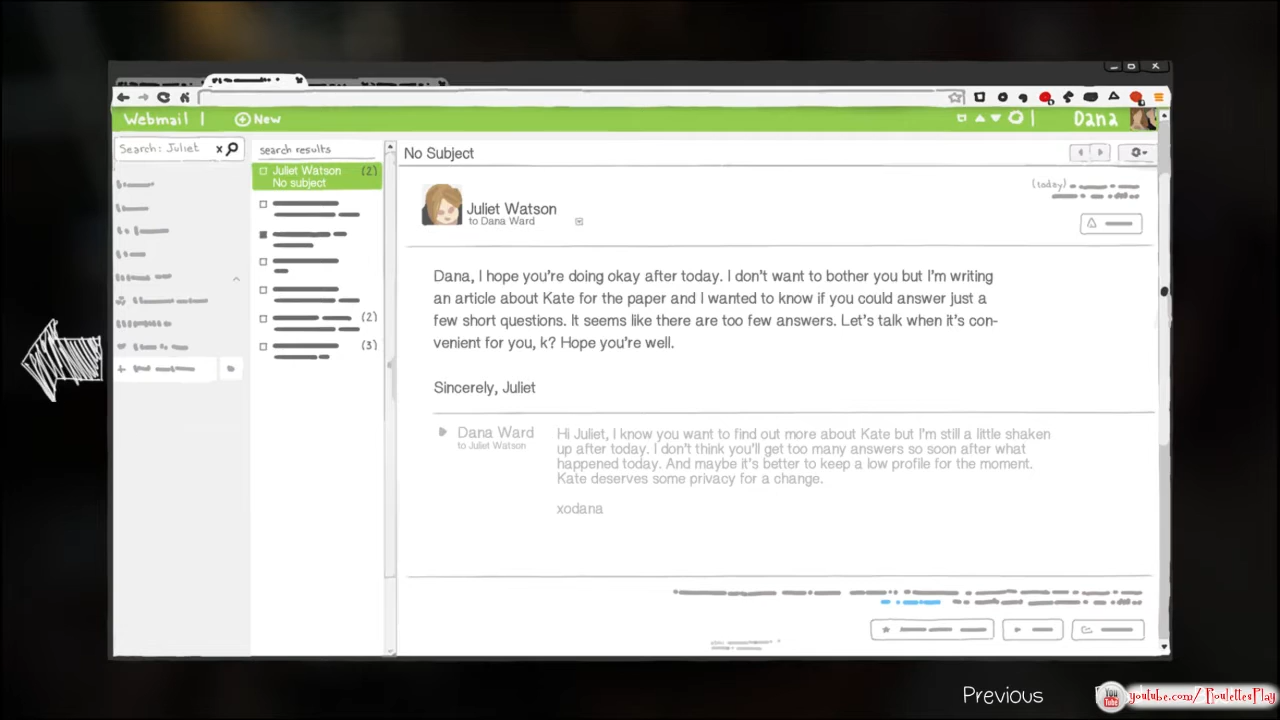 Webmail | New
Dana
Search: Juliet x
search results
No Subject
Juliet Watson (2)
No subject
(today)
Juliet Watson
to Dana Ward
Dana, I hope you're doing okay after today. I don't want to bother you but I'm writing
an article about Kate for the paper and I wanted to know if you could answer just a
few short questions. It seems like there are too few answers. Let's talk when it's con-
venient for you, k? Hope you're well.
Sincerely, Juliet
(2)
(3)
Dana Ward
to Juliet Watson
Hi Juliet, I know you want to find out more about Kate but I'm still a little shaken
up after today. I don't think you'll get too many answers so soon after what
happened today. And maybe it's better to keep a low profile for the moment.
Kate deserves some privacy for a change.
xodana
Previous
You Tube
youtube.com/RoulettesPlay